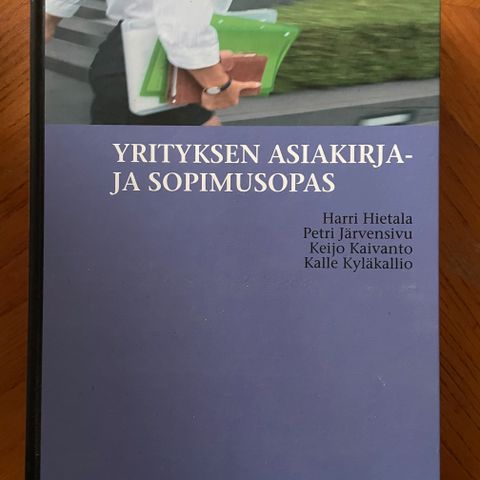 YRITYKSEN ASIAKIRJA-
JA SOPIMUSOPAS
Harri Hietala
Petri Järvensivu
Keijo Kaivanto
Kalle Kyläkallio